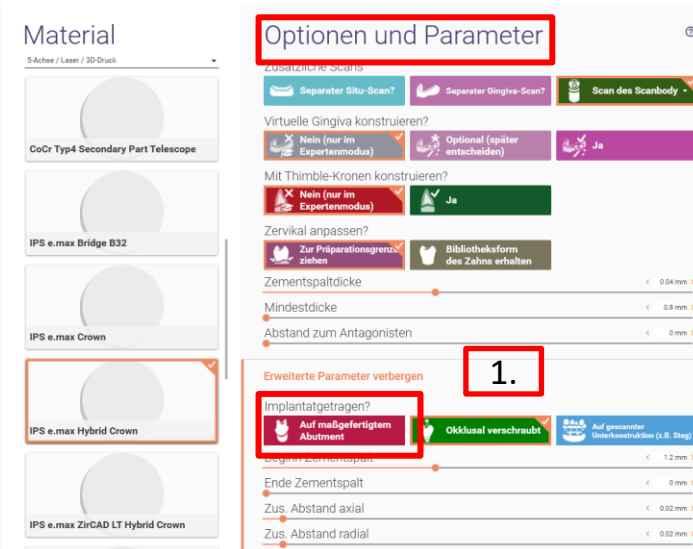 Material
5-Achse / Laser / 3D-Druck
CoCr Typ4 Secondary Part Telescope
IPS e.max Bridge B32
IPS e.max Crown
IPS e.max Hybrid Crown
IPS e.max ZirCAD LT Hybrid Crown
Optionen und Parameter
Zusätzliche Scans
Separater Situ-Scan?
Separater Gingiva-Scan?
Scan des Scanbody
Virtuelle Gingiva konstruieren?
Nein (nur im
Expertenmodus)
Optional (später
entscheiden)
Ja
Mit Thimble-Kronen konstruieren?
Nein (nur im
Expertenmodus)
Ja
Zervikal anpassen?
Zur Präparationsgrenze
ziehen
Bibliotheksform
des Zahns erhalten
Zementspaltdicke < 0.04 mm
Mindestdicke < 0.8 mm
Abstand zum Antagonisten < 0 mm
Erweiterte Parameter verbergen
1.
Implantatgetragen?
Auf maßgefertigtem
Abutment
Okklusal verschraubt
Auf gescannter
Unterkonstruktion (z.B. Steg)
Beginn Zementspalt < 1.2 mm
Ende Zementspalt < 0 mm
Zus. Abstand axial < 0.02 mm
Zus. Abstand radial < 0.02 mm